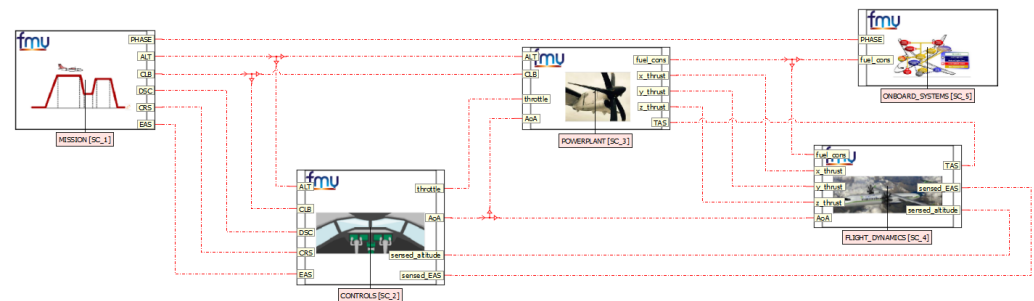 fmu
PHASE
ALT
CLB
DSC
CRS
EAS
MISSION [SC_1]
fmu
ALT
CLB
DSC
CRS
EAS
throttle
AoA
sensed_altitude
sensed_EAS
CONTROLS [SC_2]
fmu
ALT
CLB
throttle
AoA
fuel_cons
x_thrust
y_thrust
z_thrust
TAS
POWERPLANT [SC_3]
fmu
fuel_cons
x_thrust
y_thrust
z_thrust
AoA
TAS
sensed_EAS
sensed_altitude
FLIGHT_DYNAMICS [SC_4]
fmu
PHASE
fuel_cons
ONBOARD_SYSTEMS [SC_5]